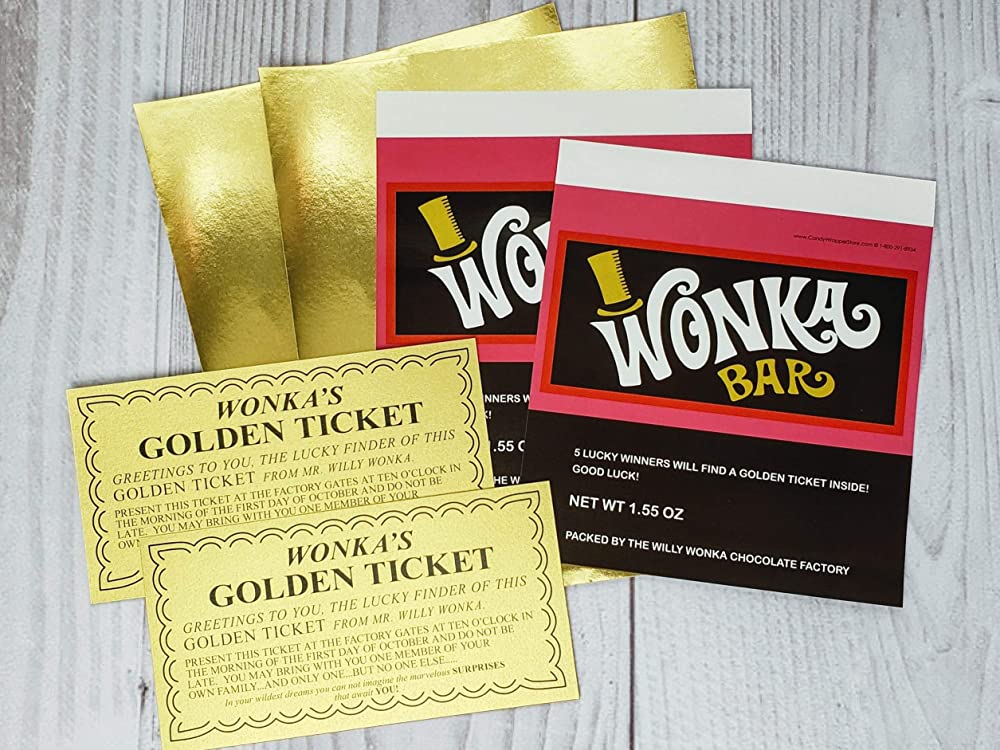 WONKA'S
GOLDEN TICKET
GREETINGS TO YOU, THE LUCKY FINDER OF THIS
GOLDEN TICKET FROM MR. WILLY WONKA.
PRESENT THIS TICKET AT THE FACTORY GATES AT TEN O'CLOCK IN
THE MORNING OF THE FIRST DAY OF OCTOBER AND DO NOT BE
LATE. YOU MAY BRING WITH YOU ONE MEMBER OF YOUR
OWN
WONKA'S
GOLDEN TICKET
GREETINGS TO YOU, THE LUCKY FINDER OF THIS
GOLDEN TICKET FROM MR. WILLY WONKA.
PRESENT THIS TICKET AT THE FACTORY GATES AT TEN O'CLOCK IN
THE MORNING OF THE FIRST DAY OF OCTOBER AND DO NOT BE
LATE. YOU MAY BRING WITH YOU ONE MEMBER OF YOUR
OWN FAMILY...AND ONLY ONE...BUT NO ONE ELSE.....
In your wildest dreams you can not imagine the marvelous SURPRISES
that await YOU!
WON
NNERS W
K!
.55 O
THE W
WONKA
BAR
5 LUCKY WINNERS WILL FIND A GOLDEN TICKET INSIDE!
GOOD LUCK!
NET WT 1.55 OZ
PACKED BY THE WILLY WONKA CHOCOLATE FACTORY